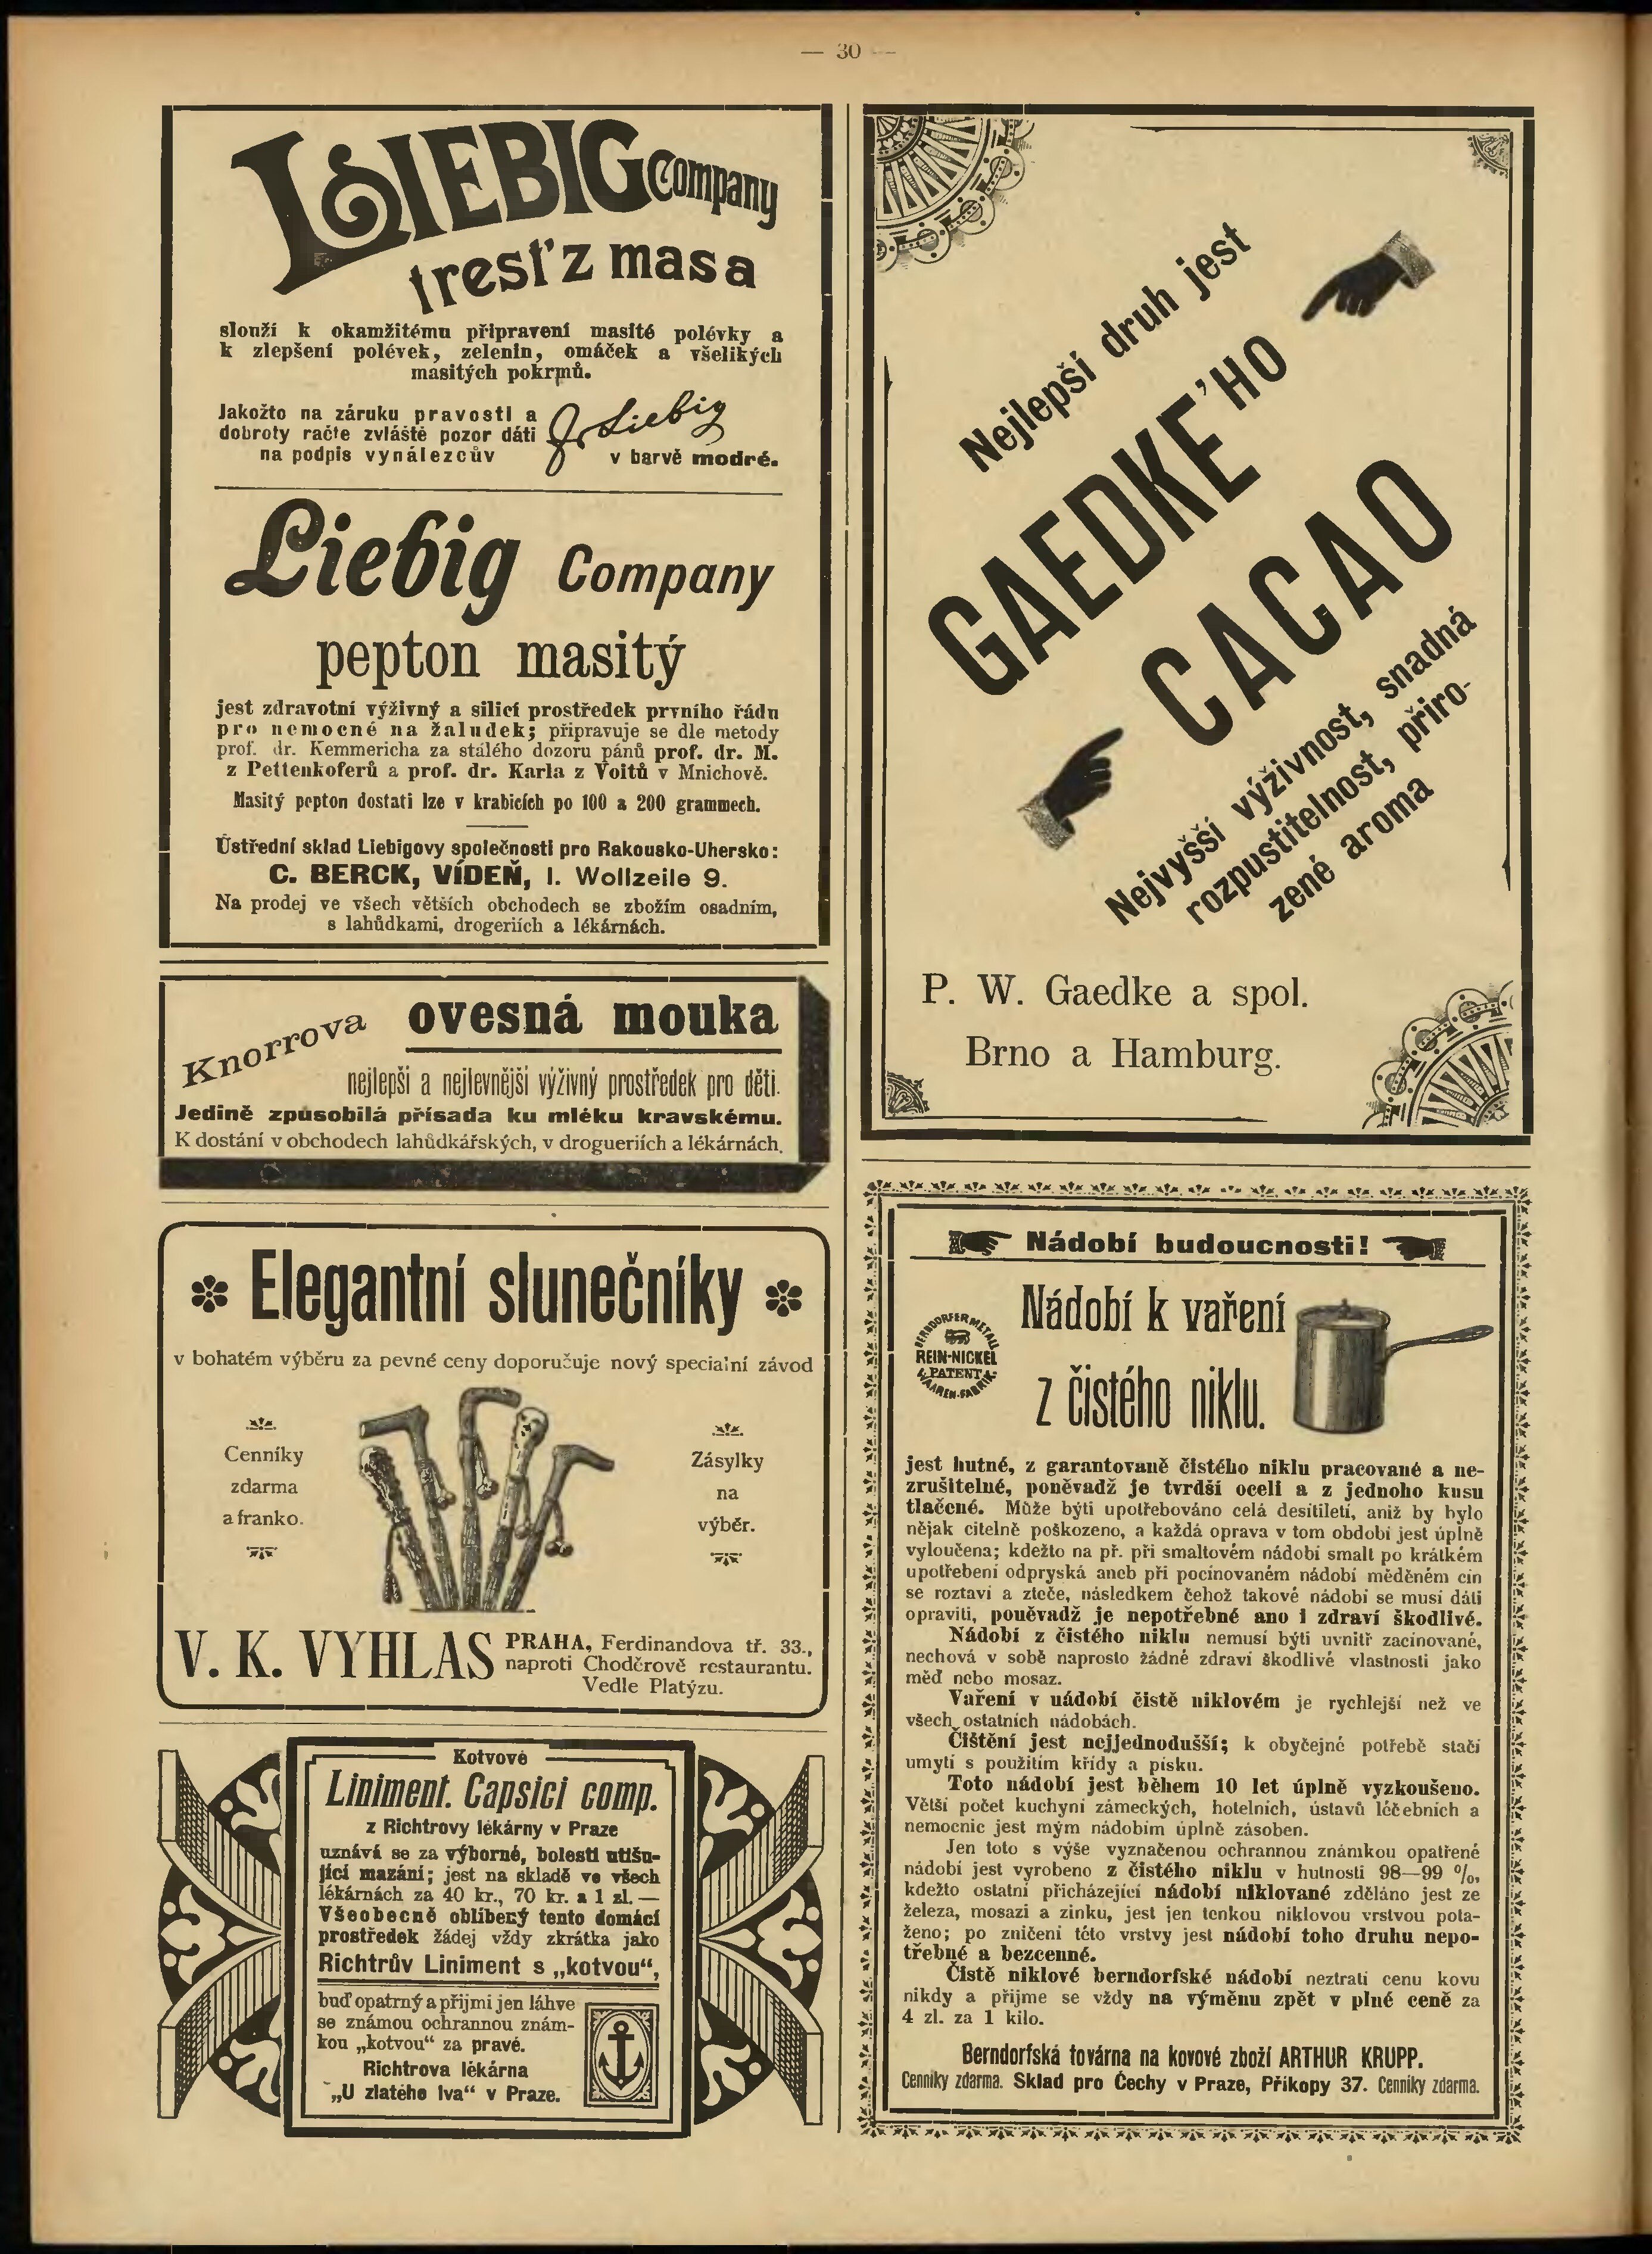 — 30 —
LIEBIG Company
tresť z masa
slouží k okamžitému připravení masité polévky a
k zlepšení polévek, zelenin, omáček a všelikých
masitých pokrmů.
Jakožto na záruku pravosti a
dobroty račte zvláště pozor dáti
na podpis vynálezcův
J. v. Liebig
v barvě modré.
Liebig Company
pepton masitý
jest zdravotní výživný a silicí prostředek prvního řádu
pro nemocné na žaludek; připravuje se dle metody
prof. dr. Kemmericha za stálého dozoru pánů prof. dr. M.
z Pettenkoferů a prof. dr. Karla z Voitů v Mnichově.
Masitý pepton dostati lze v krabicích po 100 a 200 grammech.
Ústřední sklad Liebigovy společnosti pro Rakousko-Uhersko:
C. BERCK, VÍDEŇ, I. Wollzeile 9.
Na prodej ve všech větších obchodech se zbožím osadním,
s lahůdkami, drogeriích a lékárnách.
Knorrova ovesná mouka
nejlepši a nejlevnějši výživný prostředek pro děti.
Jedině způsobilá přísada ku mléku kravskému.
K dostání v obchodech lahůdkářských, v drogueriích a lékárnách.
Elegantní slunečníky
v bohatém výběru za pevné ceny doporučuje nový specialní závod
Cenníky
zdarma
a franko.
Zásylky
na
výběr.
V. K. VYHLAS
PRAHA, Ferdinandova tř. 33.,
naproti Choděrově restaurantu.
Vedle Platýzu.
Kotvové
Liniment. Capsici comp.
z Richtrovy lékárny v Praze
uznává se za výborné, bolesti utišu-
jící mazání; jest na skladě ve všech
lékárnách za 40 kr., 70 kr. a 1 zl. —
Všeobecně oblíbený tento domácí
prostředek žádej vždy zkrátka jako
Richtrův Liniment s „kotvou“,
buď opatrný a přijmi jen láhve
se známou ochrannou znám-
kou „kotvou“ za pravé.
Richtrova lékárna
„U zlatého lva“ v Praze.
Nejlepší druh jest
GAEDKE'HO
CACAO
Nejvyšší výživnost, snadná
rozpustitelnost, přiro-
zené aroma
P. W. Gaedke a spol.
Brno a Hamburg.
Nádobí budoucnosti!
Nádobí k vaření
z čistého niklu.
BERNDORFER METALL
REIN-NICKEL
PATENT
WAAREN-FABRIK
jest hutné, z garantovaně čistého niklu pracované a ne-
zrušitelné, poněvadž je tvrdší oceli a z jednoho kusu
tlačené. Může býti upotřebováno celá desítiletí, aniž by bylo
nějak citelně poškozeno, a každá oprava v tom období jest úplně
vyloučena; kdežto na př. při smaltovém nádobí smalt po krátkém
upotřebení odpryská aneb při pocínovaném nádobí měděném cín
se roztaví a zteče, následkem čehož takové nádobí se musí dáti
opraviti, poněvadž je nepotřebné ano i zdraví škodlivé.
Nádobí z čistého niklu nemusí býti uvnitř zacínované,
nechová v sobě naprosto žádné zdraví škodlivé vlastnosti jako
měď nebo mosaz.
Vaření v nádobí čistě niklovém je rychlejší než ve
všech ostatních nádobách.
Čištění jest nejjednodušší; k obyčejné potřebě stačí
umytí s použitím křídy a písku.
Toto nádobí jest během 10 let úplně vyzkoušeno.
Větší počet kuchyní zámeckých, hotelních, ústavů léčebních a
nemocnic jest mým nádobím úplně zásoben.
Jen toto s výše vyznačenou ochrannou známkou opatřené
nádobí jest vyrobeno z čistého niklu v hutnosti 98—99 %,
kdežto ostatní přicházející nádobí niklované zděláno jest ze
železa, mosazi a zinku, jest jen tenkou niklovou vrstvou pota-
ženo; po zničení této vrstvy jest nádobí toho druhu nepo-
třebné a bezcenné.
Čistě niklové berndorfské nádobí neztratí cenu kovu
nikdy a přijme se vždy na výměnu zpět v plné ceně za
4 zl. za 1 kilo.
Berndorfská továrna na kovové zboží ARTHUR KRUPP.
Cenníky zdarma. Sklad pro Čechy v Praze, Příkopy 37. Cenníky zdarma.